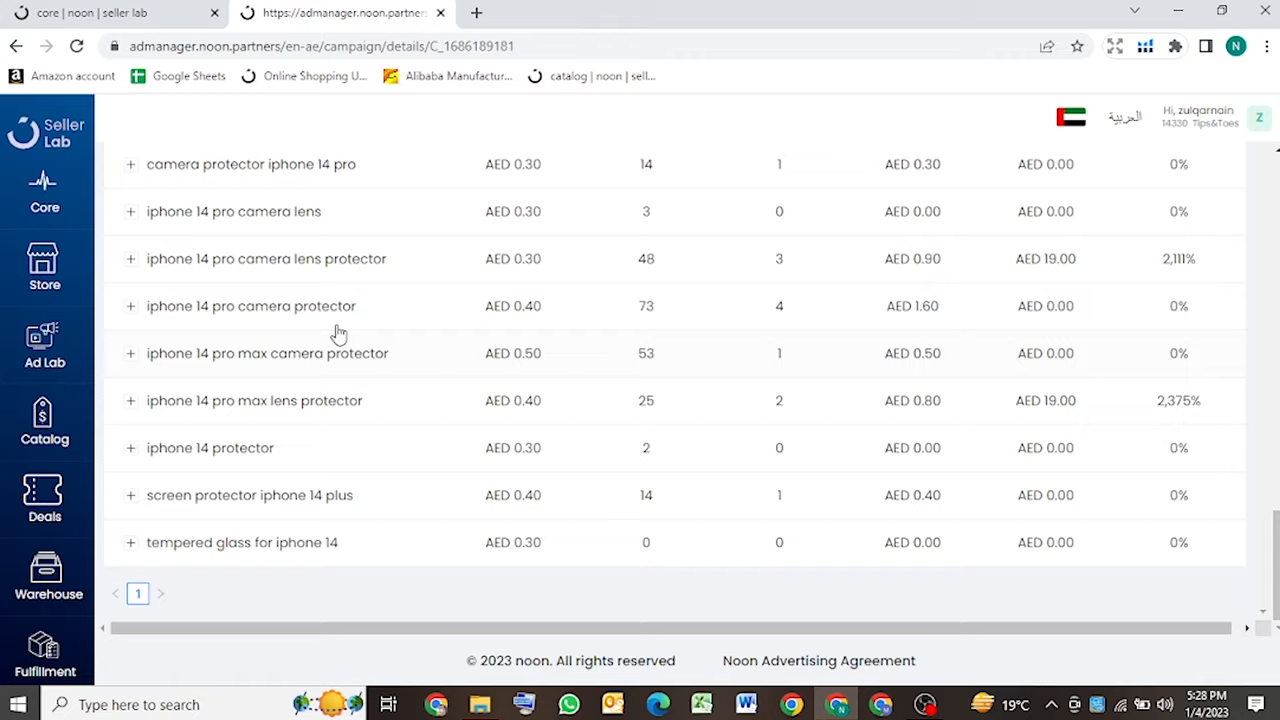 core | noon | seller lab
https://admanager.noon.partners
admanager.noon.partners/en-ae/campaign/details/C_1686189181
N
Amazon account
Google Sheets
Online Shopping U...
Alibaba Manufactur...
catalog | noon | sell...
Seller Lab
العربية
Hi, zulqarnain
14330 Tips&Toes
Z
Core
Store
Ad Lab
Catalog
Deals
Warehouse
Fulfillment
camera protector iphone 14 pro AED 0.30 14 1 AED 0.30 AED 0.00 0%
iphone 14 pro camera lens AED 0.30 3 0 AED 0.00 AED 0.00 0%
iphone 14 pro camera lens protector AED 0.30 48 3 AED 0.90 AED 19.00 2,111%
iphone 14 pro camera protector AED 0.40 73 4 AED 1.60 AED 0.00 0%
iphone 14 pro max camera protector AED 0.50 53 1 AED 0.50 AED 0.00 0%
iphone 14 pro max lens protector AED 0.40 25 2 AED 0.80 AED 19.00 2,375%
iphone 14 protector AED 0.30 2 0 AED 0.00 AED 0.00 0%
screen protector iphone 14 plus AED 0.40 14 1 AED 0.40 AED 0.00 0%
tempered glass for iphone 14 AED 0.30 0 0 AED 0.00 AED 0.00 0%
1
© 2023 noon. All rights reserved Noon Advertising Agreement
Type here to search
19°C
5:28 PM
1/4/2023